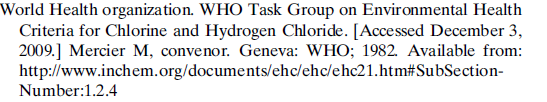 World Health organization. WHO Task Group on Environmental Health
Criteria for Chlorine and Hydrogen Chloride. [Accessed December 3,
2009.] Mercier M, convenor. Geneva: WHO; 1982. Available from:
http://www.inchem.org/documents/ehc/ehc/ehc21.htm#SubSection-
Number:1.2.4